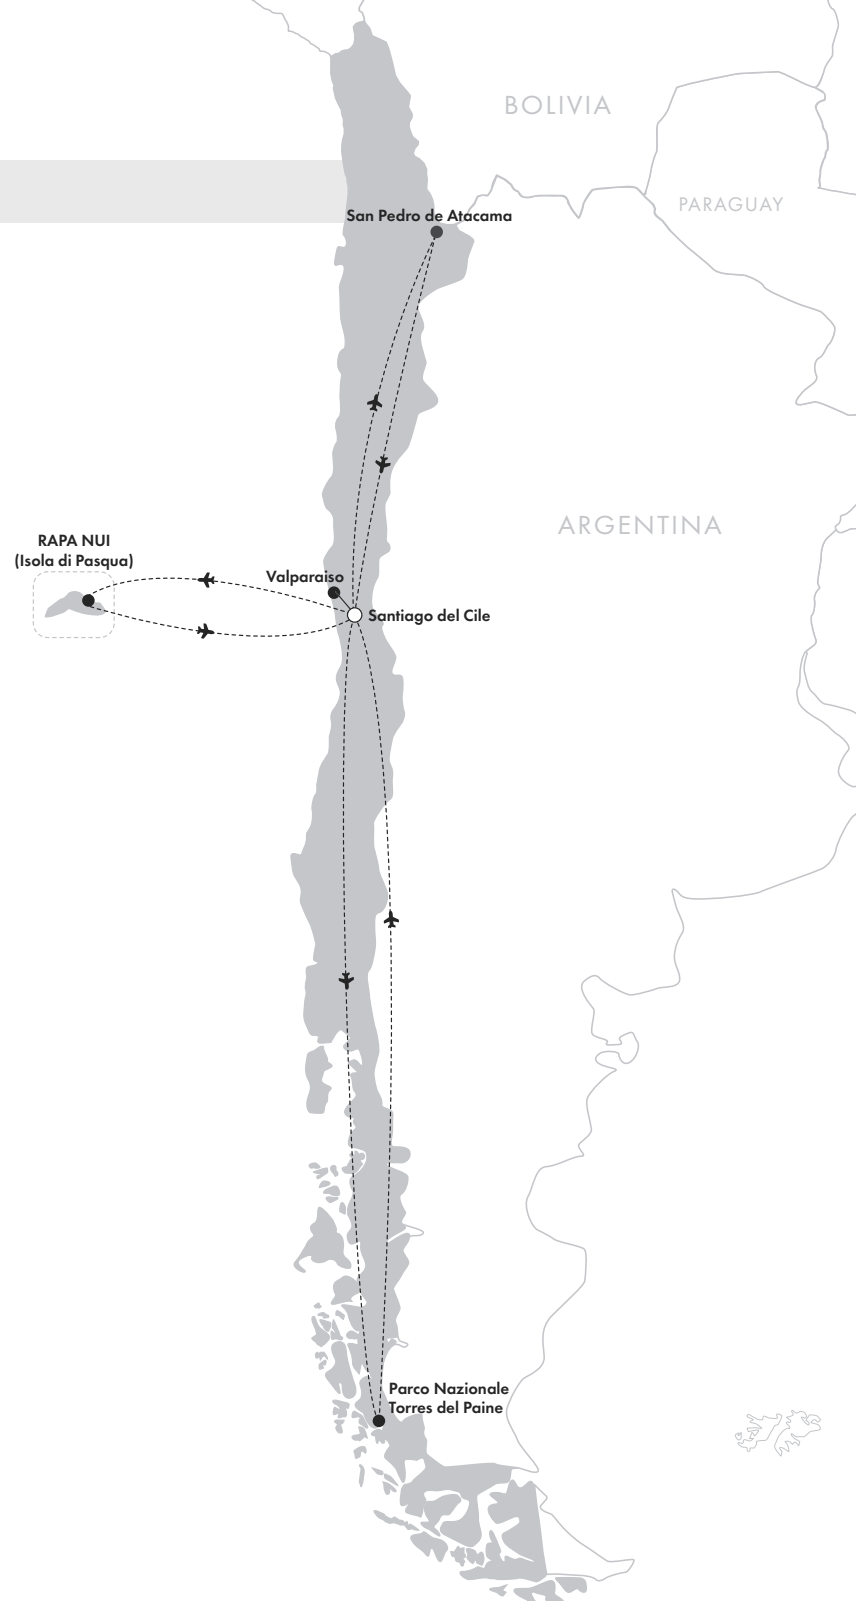 BOLIVIA
PARAGUAY
San Pedro de Atacama
ARGENTINA
RAPA NUI
(Isola di Pasqua)
Valparaiso
Santiago del Cile
Parco Nazionale
Torres del Paine